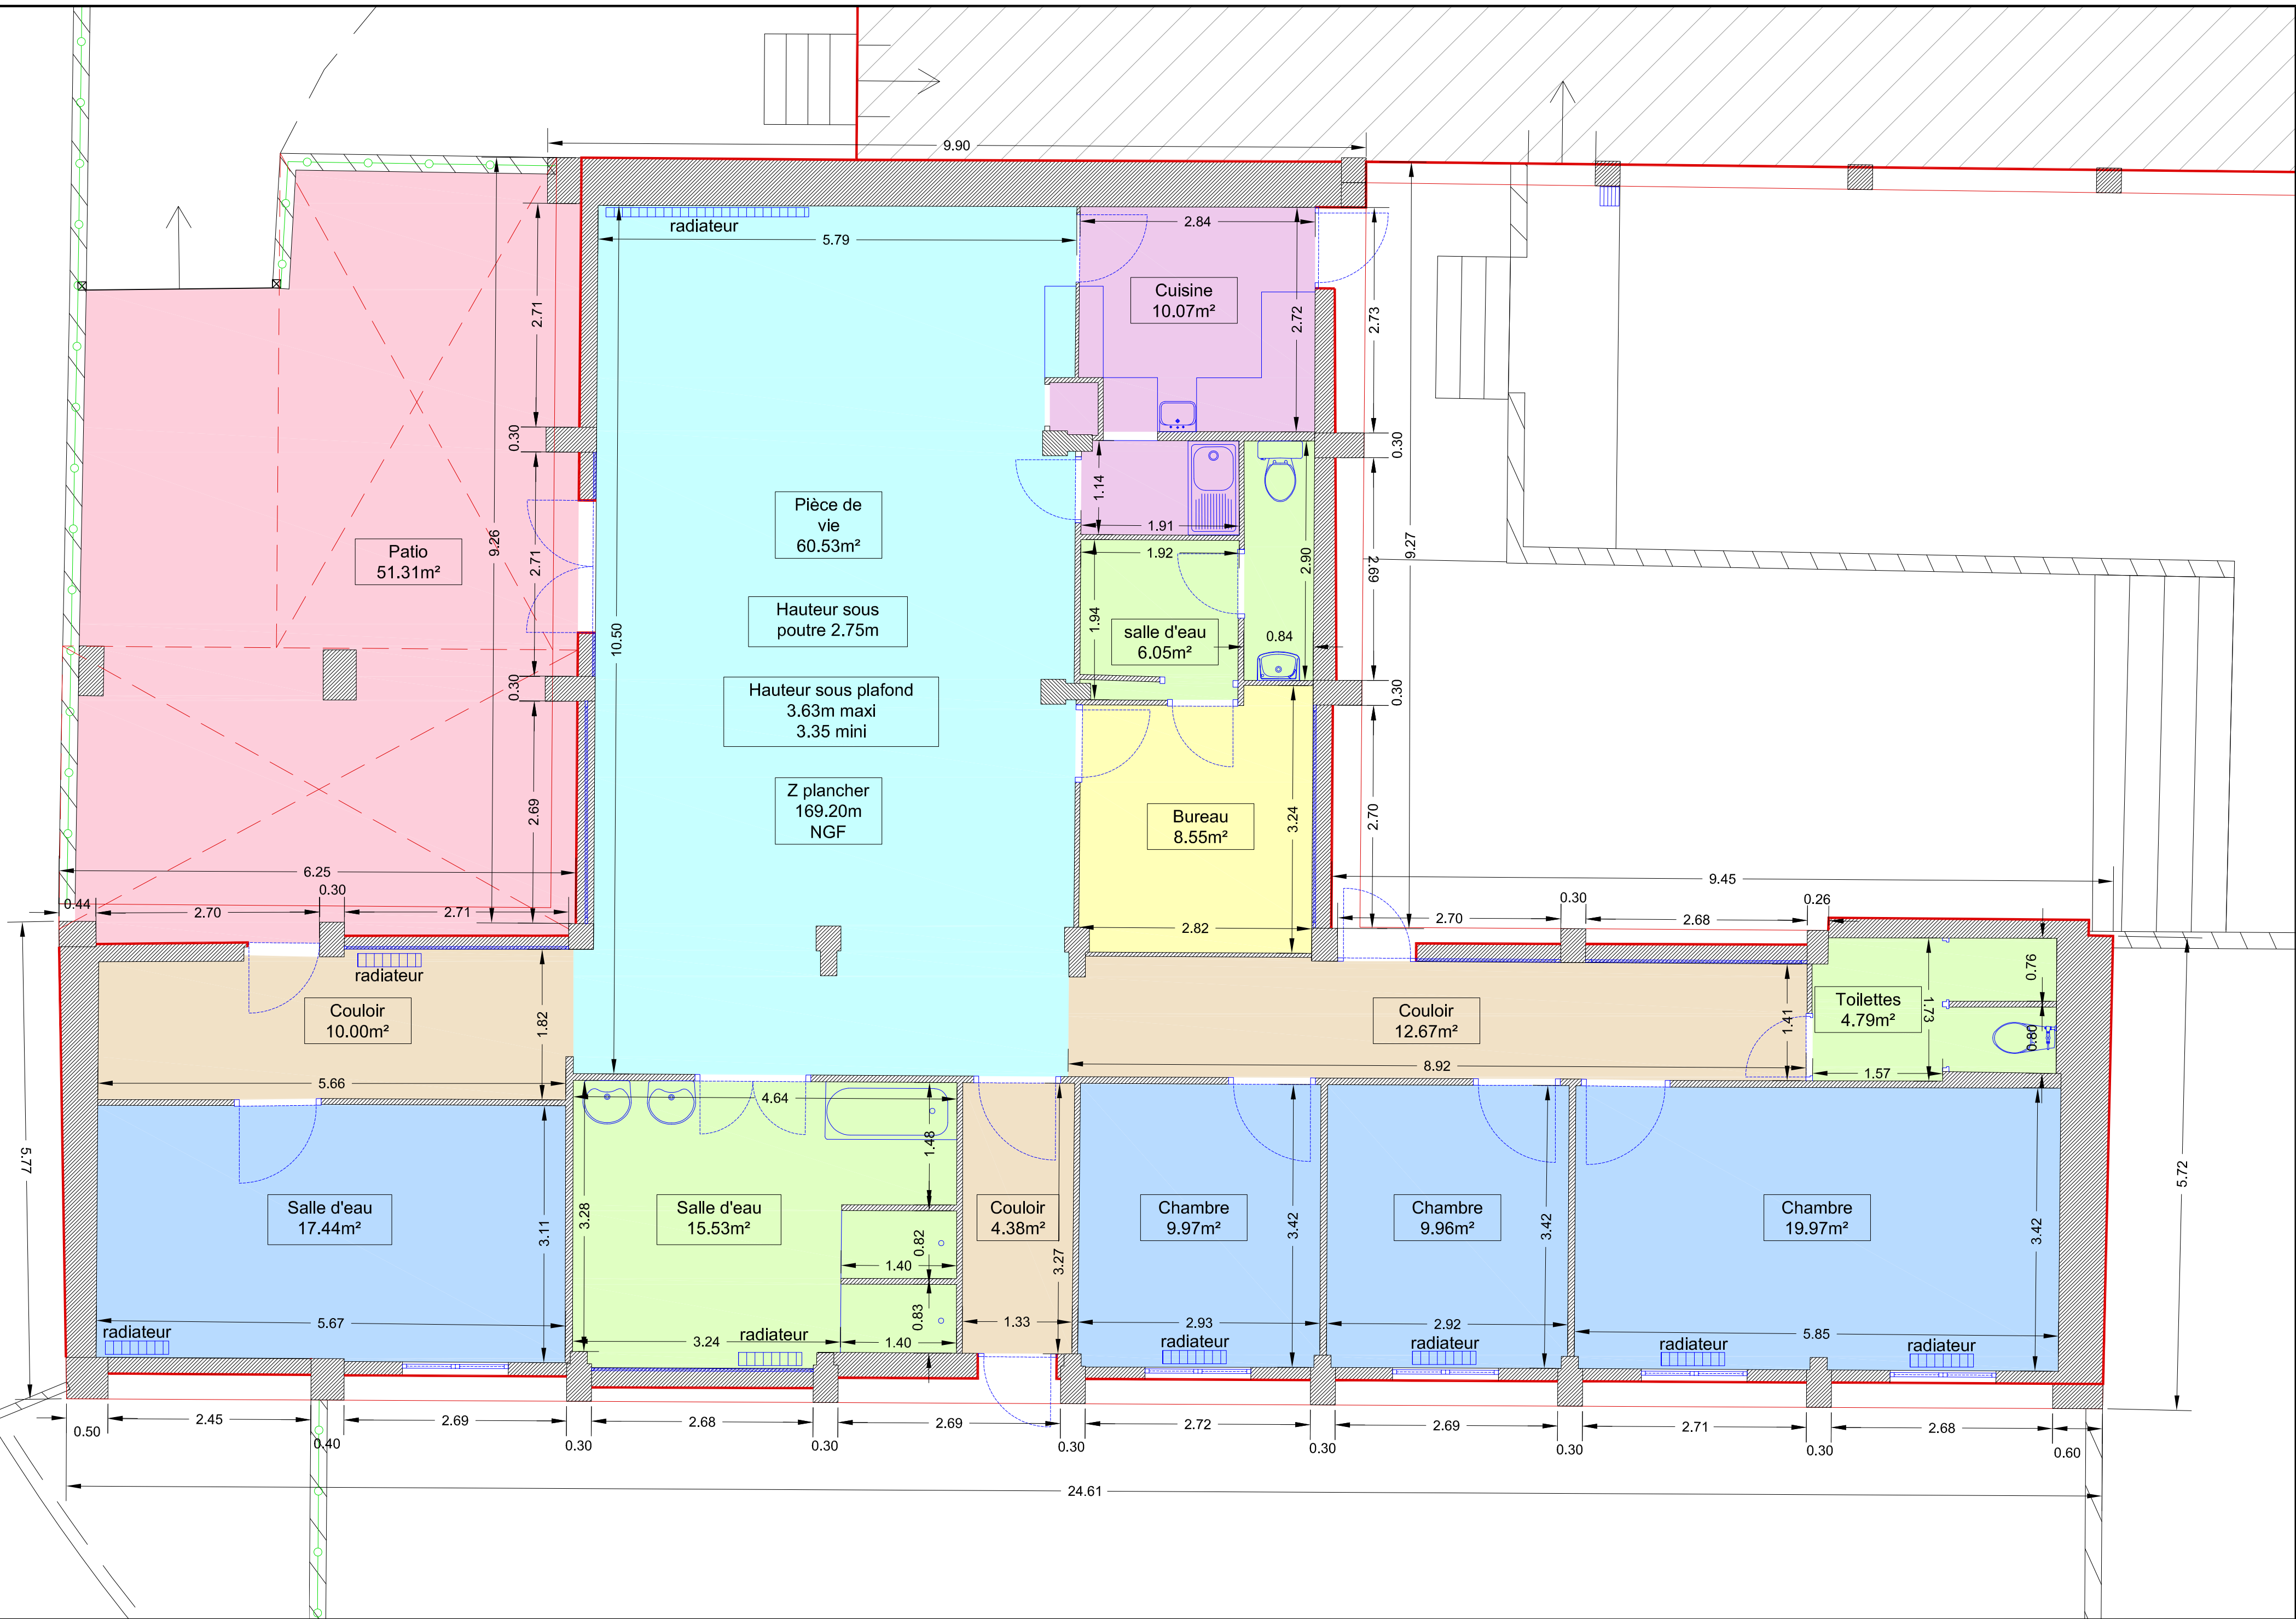 9.90
radiateur
5.79
2.84
Cuisine
10.07m²
2.71
2.72
2.73
0.30
0.30
Pièce de
vie
60.53m²
1.14
1.91
Patio
51.31m²
9.26
2.71
1.92
2.90
2.69
9.27
Hauteur sous
poutre 2.75m
10.50
1.94
salle d'eau
6.05m²
0.84
0.30
0.30
Hauteur sous plafond
3.63m maxi
3.35 mini
Z plancher
169.20m
NGF
2.69
Bureau
8.55m²
3.24
2.70
6.25
0.30
9.45
0.44
2.70
2.71
2.82
2.70
0.30
2.68
0.26
radiateur
Couloir
10.00m²
1.82
Couloir
12.67m²
1.41
Toilettes
4.79m²
1.73
0.76
0.80
5.66
8.92
1.57
4.64
1.48
5.77
Salle d'eau
17.44m²
3.11
3.28
Salle d'eau
15.53m²
0.82
1.40
Couloir
4.38m²
3.27
Chambre
9.97m²
3.42
Chambre
9.96m²
3.42
Chambre
19.97m²
3.42
5.72
5.67
radiateur
3.24
radiateur
0.83
1.40
1.33
2.93
radiateur
2.92
radiateur
5.85
radiateur
radiateur
0.50
2.45
0.40
2.69
0.30
2.68
0.30
2.69
0.30
2.72
0.30
2.69
0.30
2.71
0.30
2.68
0.60
24.61